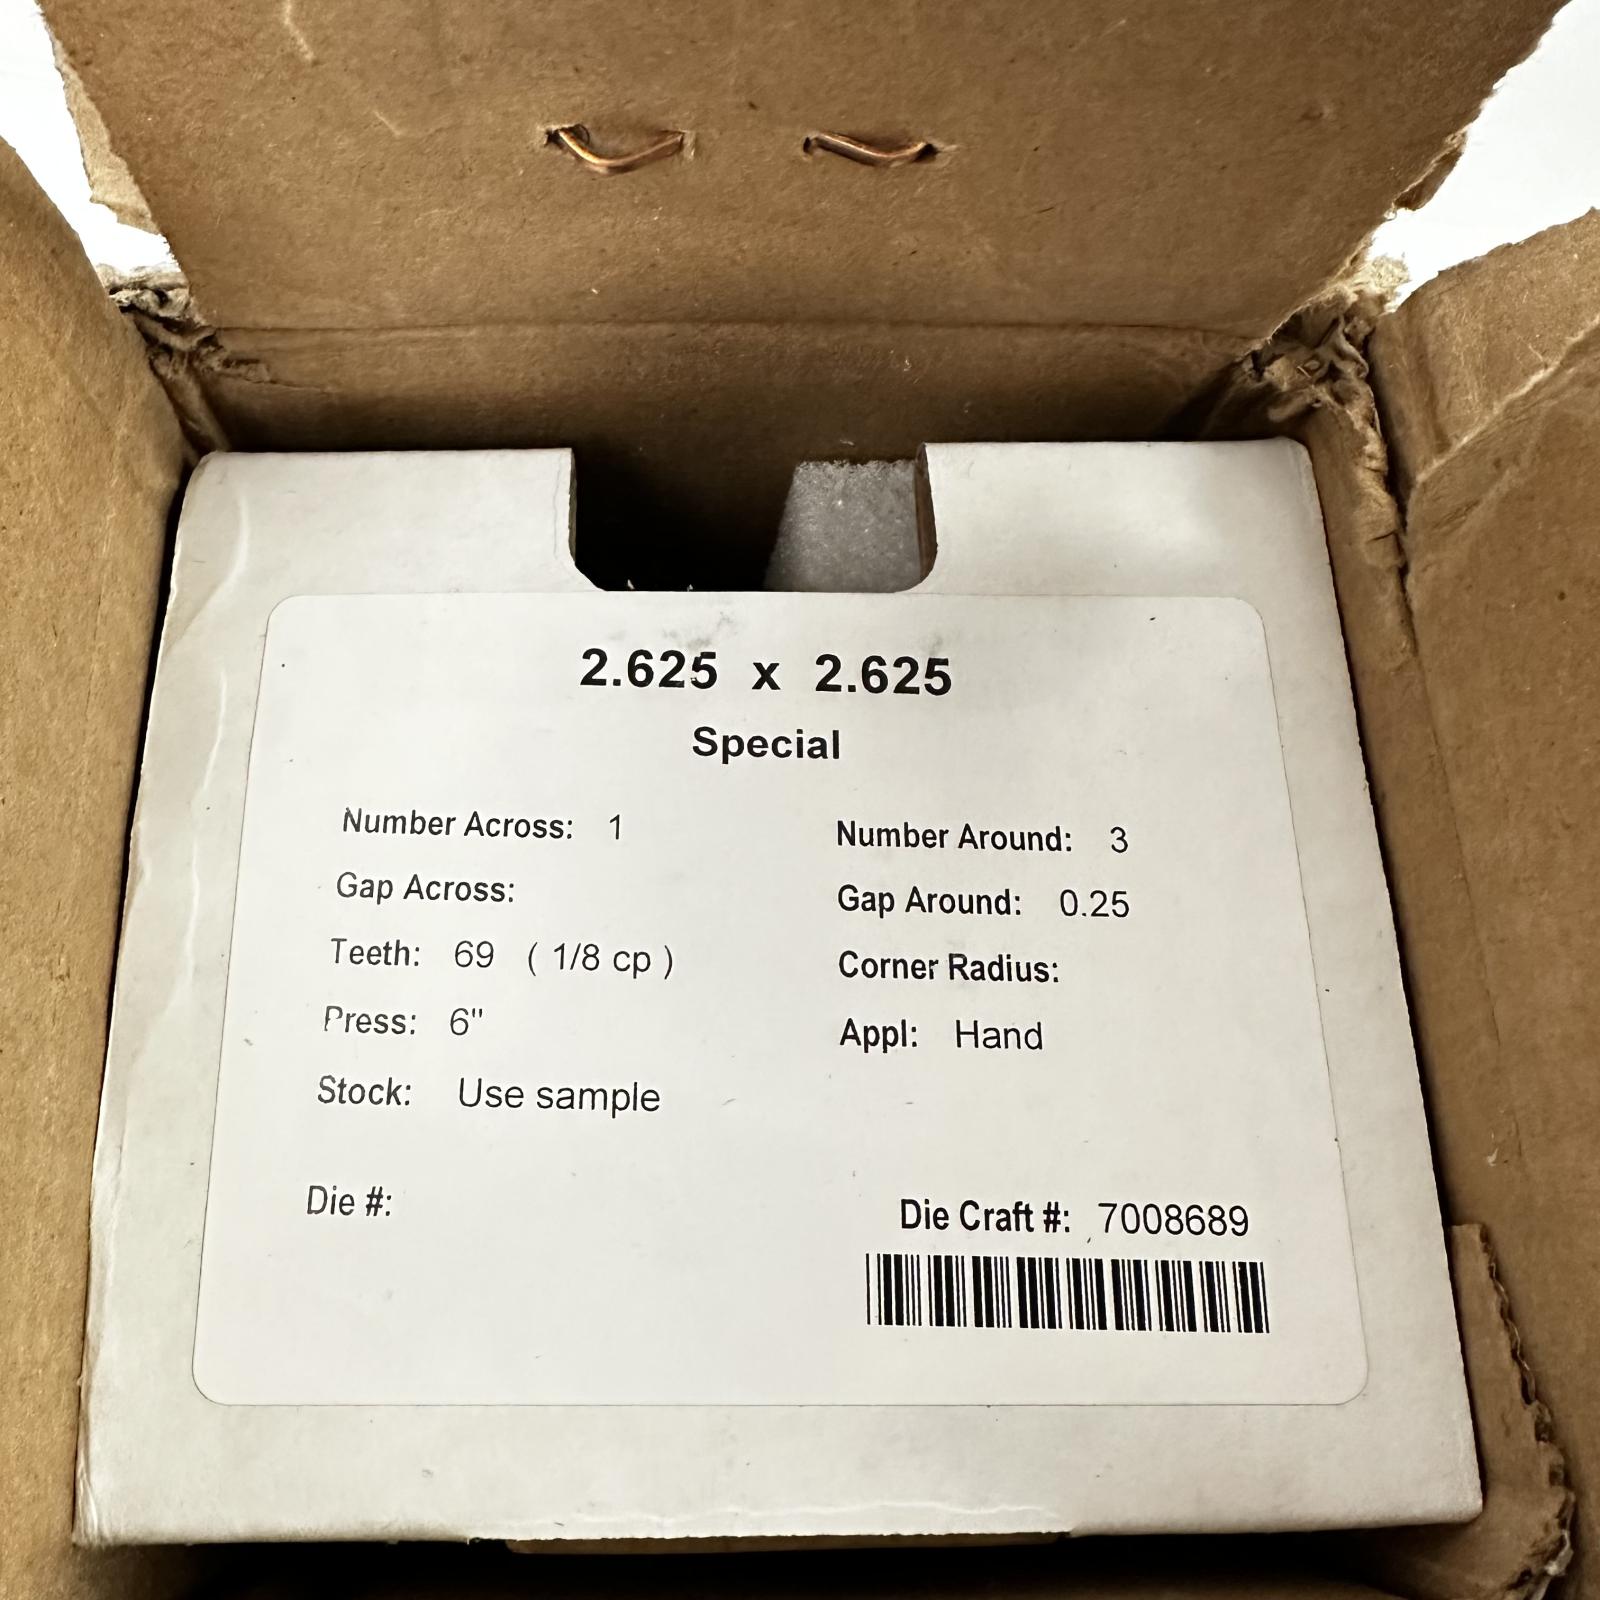 2.625 x 2.625
Special
Number Across: 1 Number Around: 3
Gap Across: Gap Around: 0.25
Teeth: 69 ( 1/8 cp ) Corner Radius:
Press: 6" Appl: Hand
Stock: Use sample
Die #: Die Craft #: 7008689